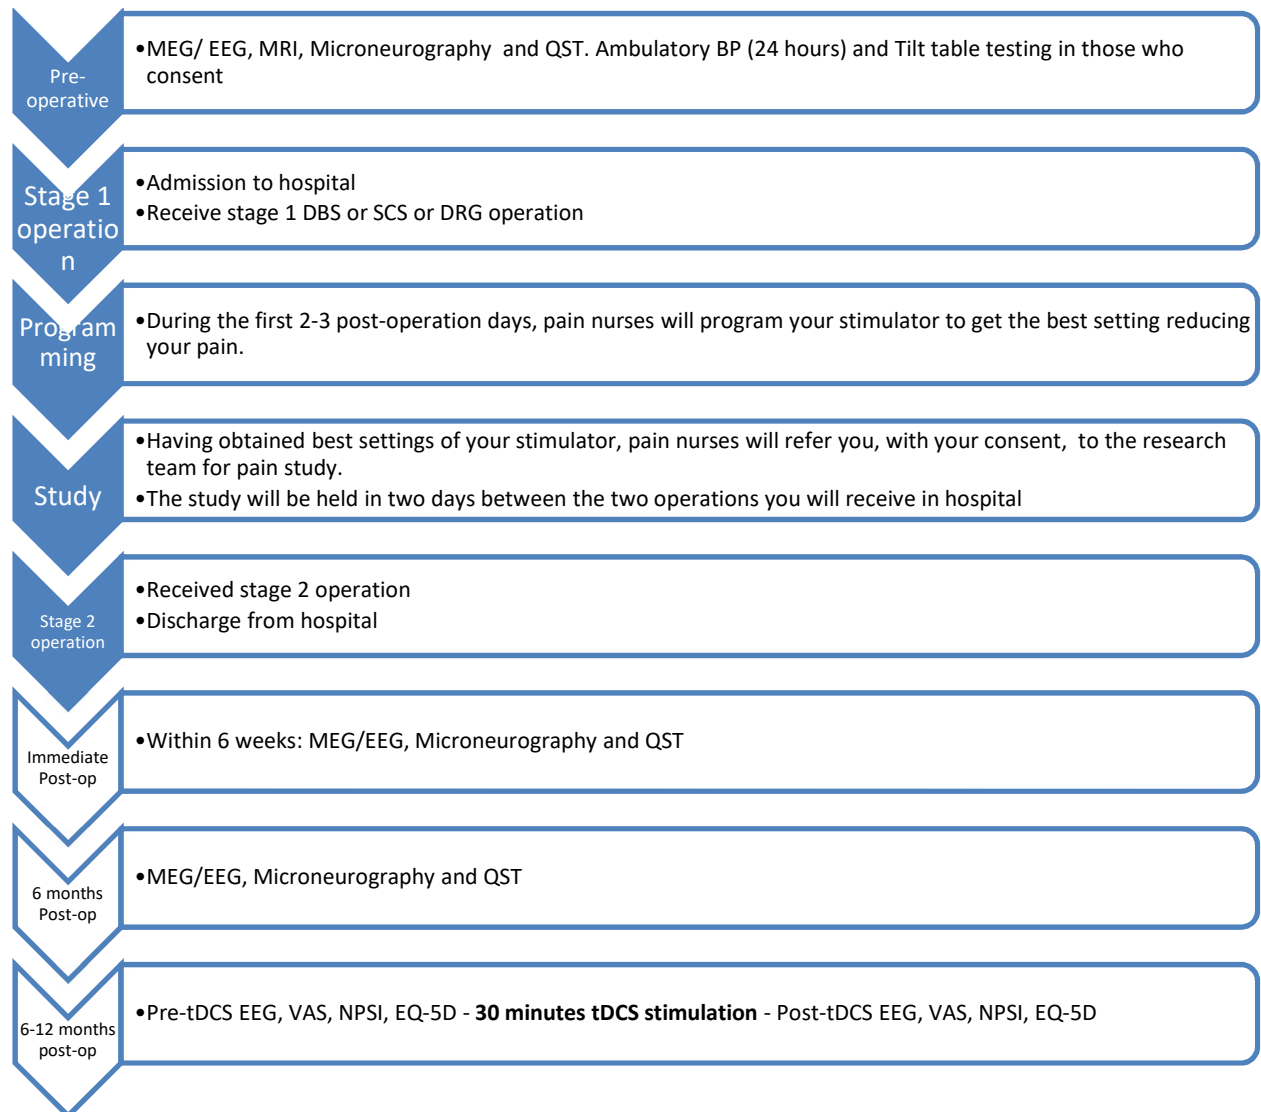 Pre-
operative
•MEG/ EEG, MRI, Microneurography  and QST. Ambulatory BP (24 hours) and Tilt table testing in those who
consent
Stage 1
operatio
n
•Admission to hospital
•Receive stage 1 DBS or SCS or DRG operation
Program
ming
•During the first 2-3 post-operation days, pain nurses will program your stimulator to get the best setting reducing
your pain.
Study
•Having obtained best settings of your stimulator, pain nurses will refer you, with your consent,  to the research
team for pain study.
•The study will be held in two days between the two operations you will receive in hospital
Stage 2
operation
•Received stage 2 operation
•Discharge from hospital
Immediate
Post-op
•Within 6 weeks: MEG/EEG, Microneurography and QST
6 months
Post-op
•MEG/EEG, Microneurography and QST
6-12 months
post-op
•Pre-tDCS EEG, VAS, NPSI, EQ-5D - 30 minutes tDCS stimulation - Post-tDCS EEG, VAS, NPSI, EQ-5D